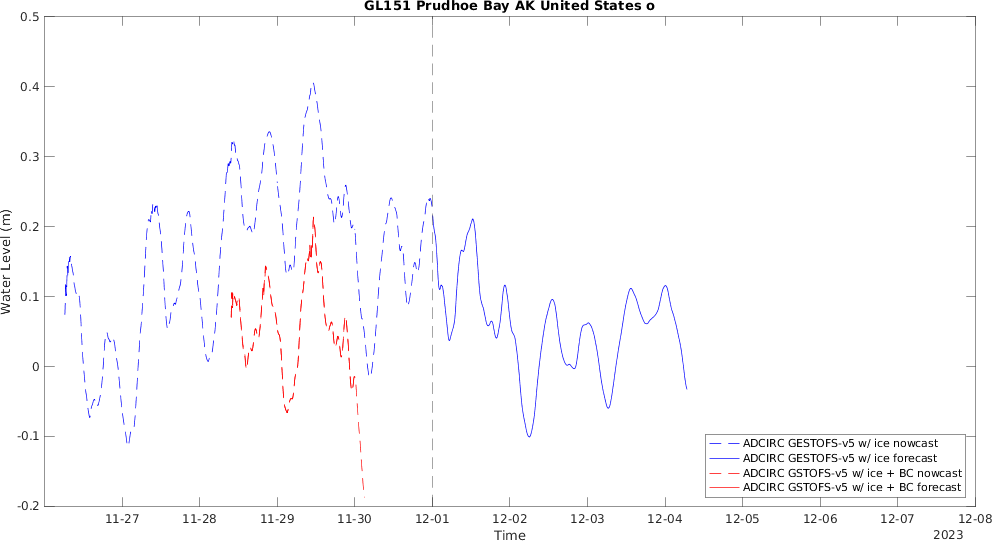 GL151 Prudhoe Bay AK United States o
0.5
0.4
0.3
0.2
0.1
0
-0.1
-0.2
Water Level (m)
11-27 11-28 11-29 11-30 12-01 12-02 12-03 12-04 12-05 12-06 12-07 12-08
Time
2023
ADCIRC GESTOFS-v5 w/ ice nowcast
ADCIRC GESTOFS-v5 w/ ice forecast
ADCIRC GSTOFS-v5 w/ ice + BC nowcast
ADCIRC GSTOFS-v5 w/ ice + BC forecast